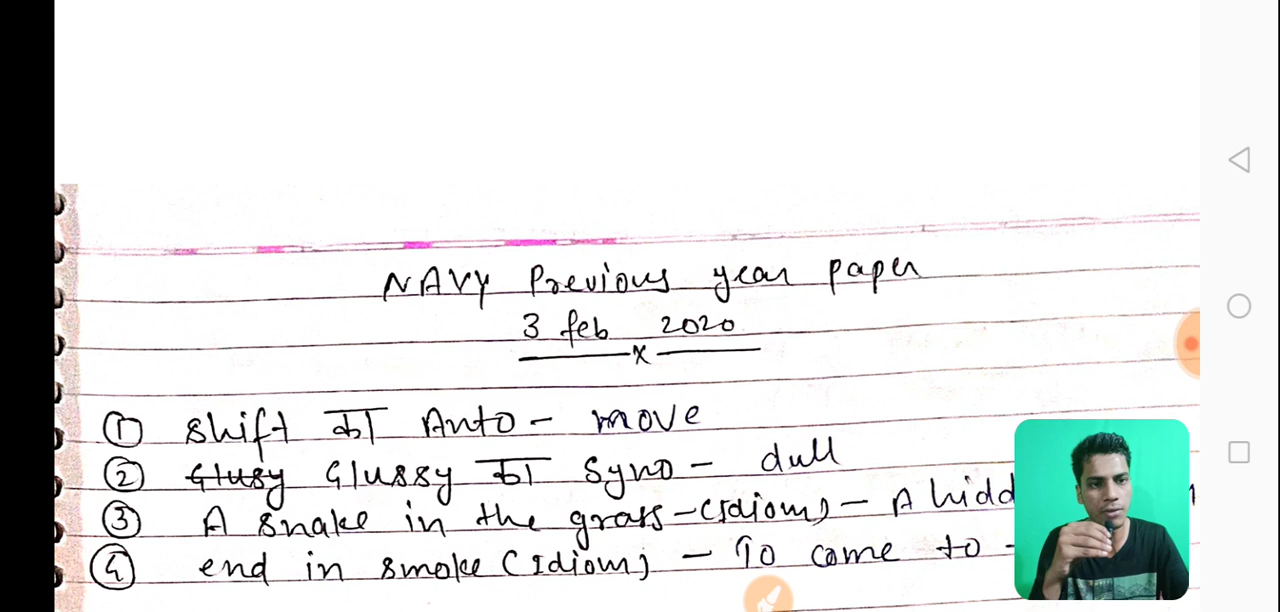 NAVY Previous year paper
3 feb 2020
x
① Shift का Anto - move
② Glusy Glussy का Syno - dull
③ A snake in the grass - (Idiom) - A
④ end in smoke (Idiom) - To come to -